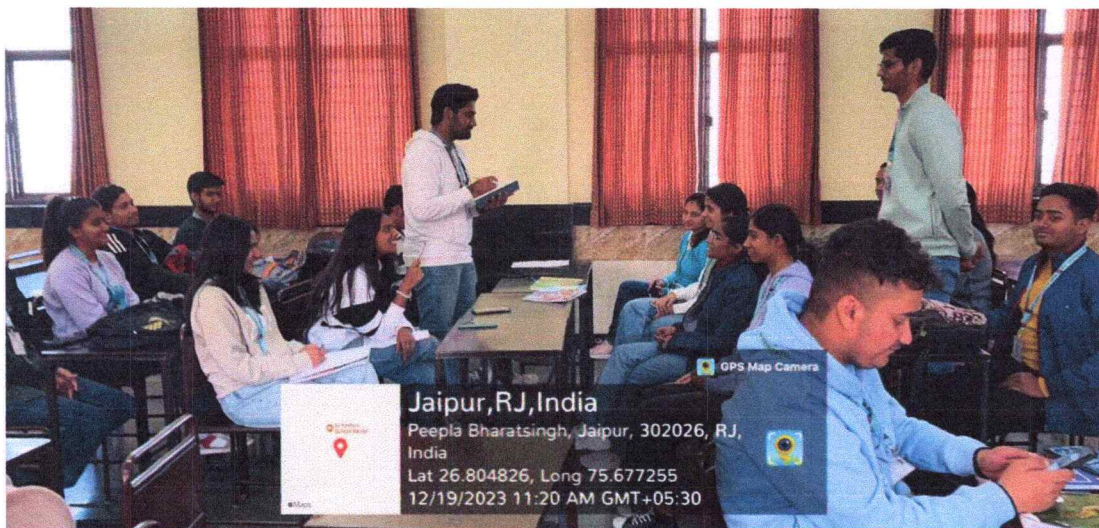 GPS Map Camera
Jaipur,RJ,India
Peepla Bharatsingh, Jaipur, 302026, RJ,
India
Lat 26.804826, Long 75.677255
12/19/2023 11:20 AM GMT+05:30
Maps